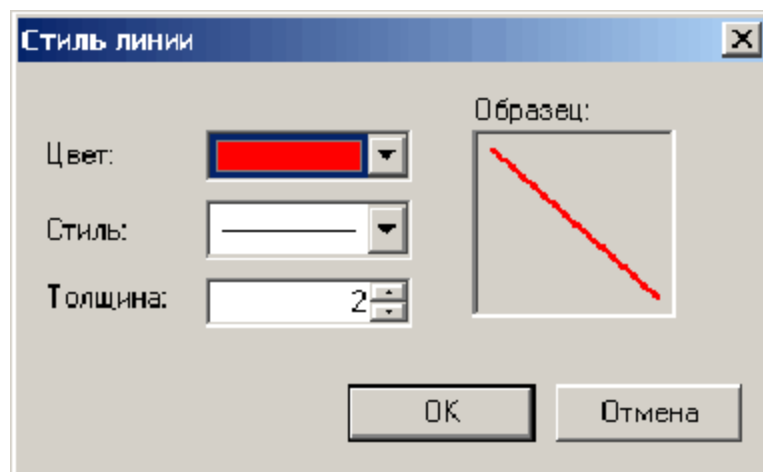 Стиль линии
Образец:
Цвет:
Стиль:
Толщина:
2
OK
Отмена